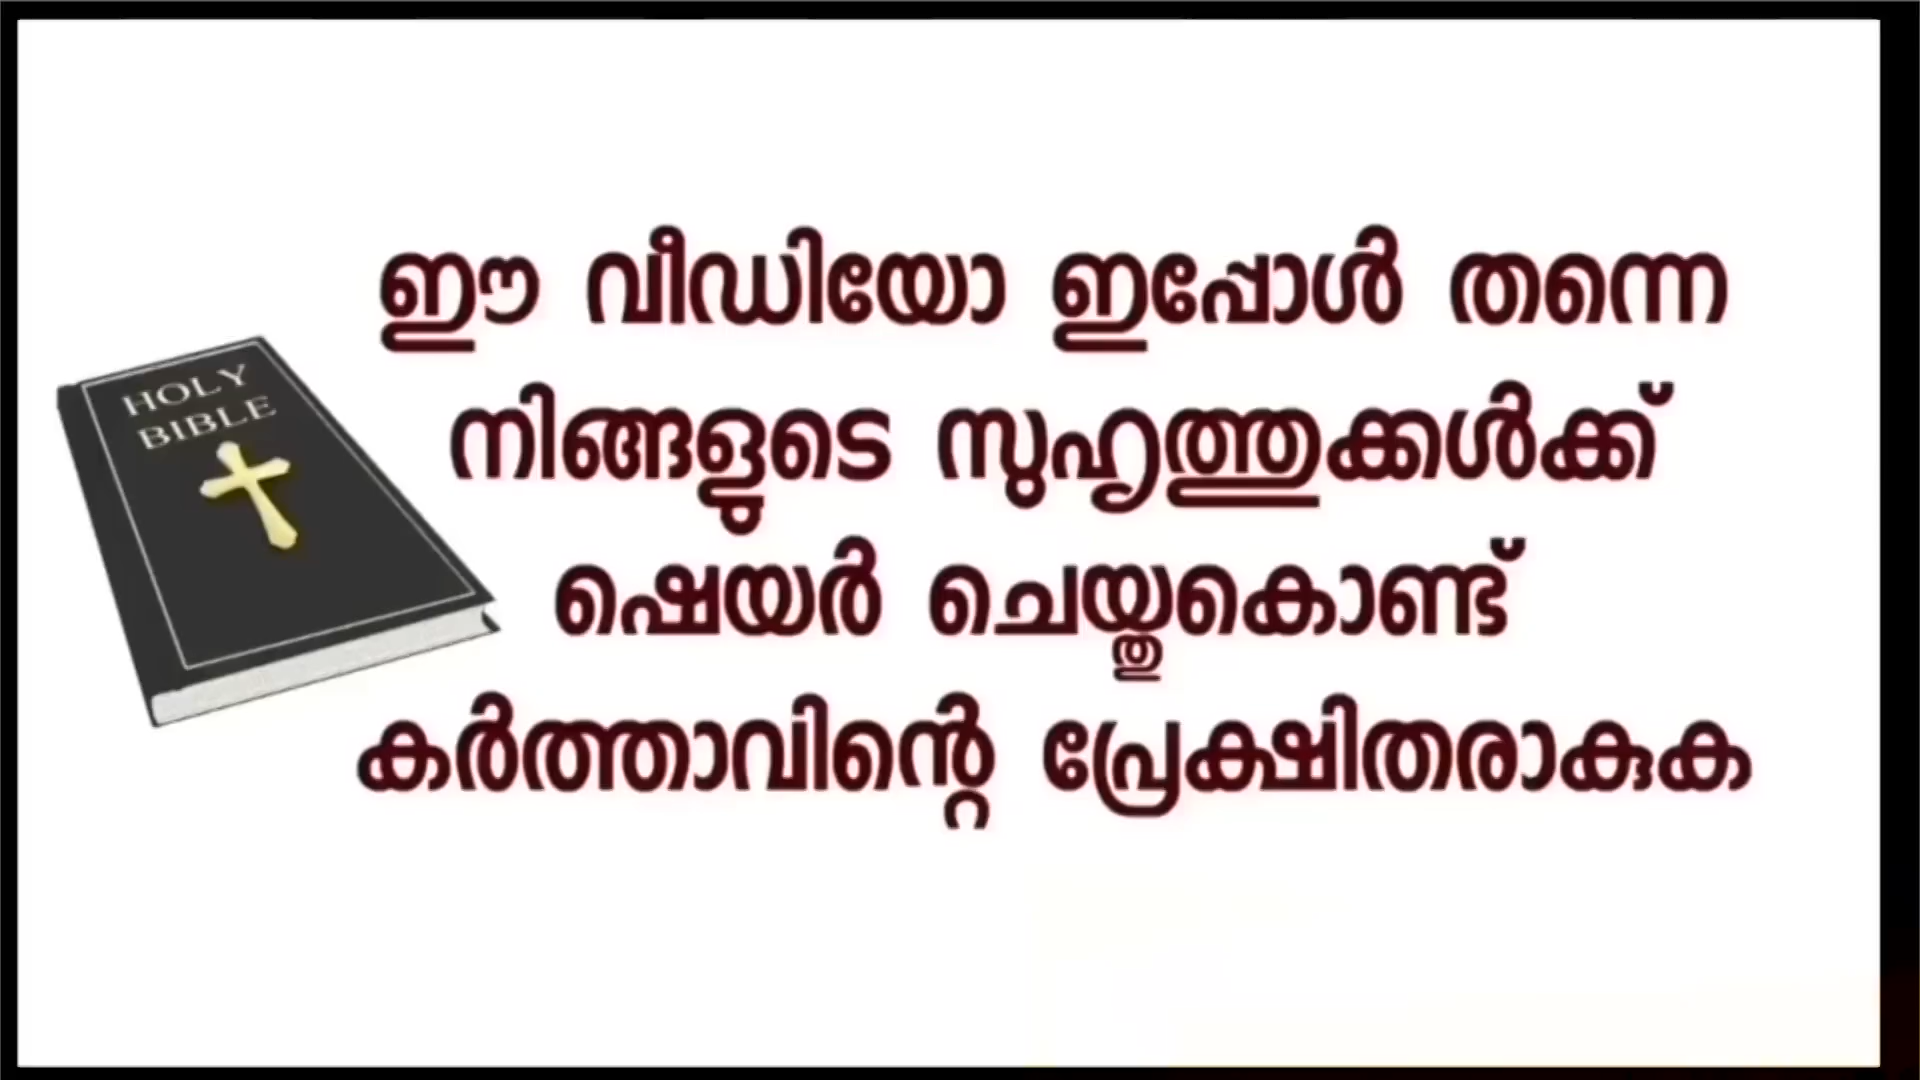 ഈ വീഡിയോ ഇപ്പോൾ തന്നെ
നിങ്ങളുടെ സുഹൃത്തുക്കൾക്ക്
ഷെയർ ചെയ്തുകൊണ്ട്
കർത്താവിന്റെ പ്രേക്ഷിതരാകുക
HOLY
BIBLE